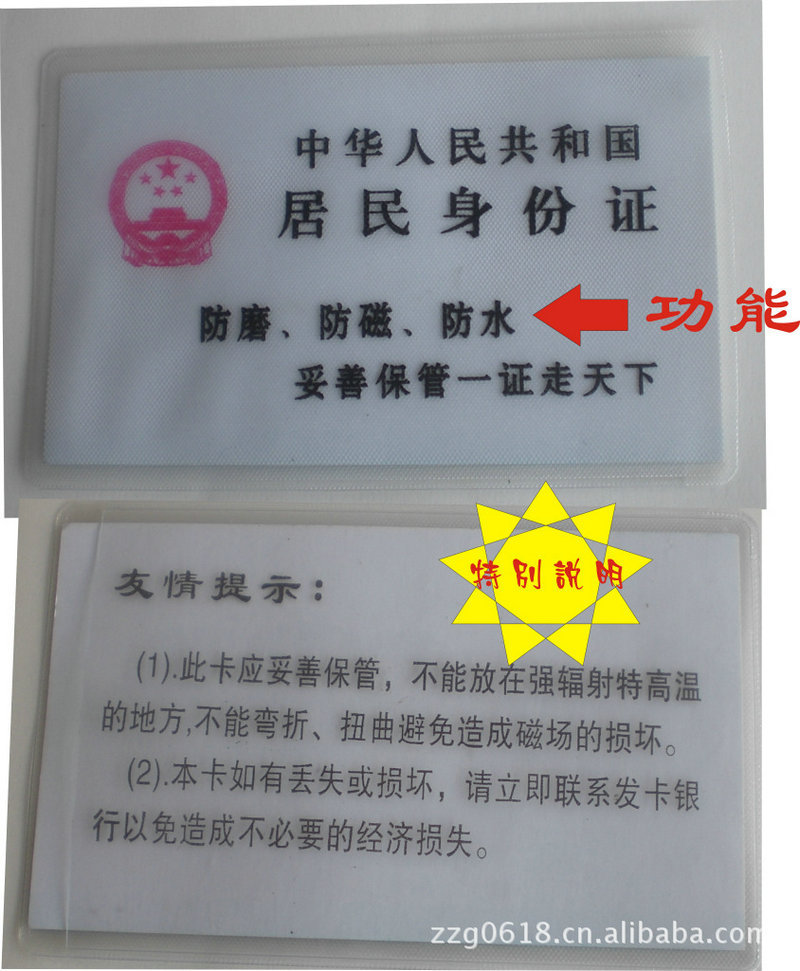 中华人民共和国
居民身份证
防磨、防磁、防水
功能
妥善保管一证走天下
特别説明
友情提示：
(1).此卡应妥善保管，不能放在强辐射特高温
的地方,不能弯折、扭曲避免造成磁场的损坏。
(2).本卡如有丢失或损坏，请立即联系发卡银
行以免造成不必要的经济损失。
zzg0618.cn.alibaba.com